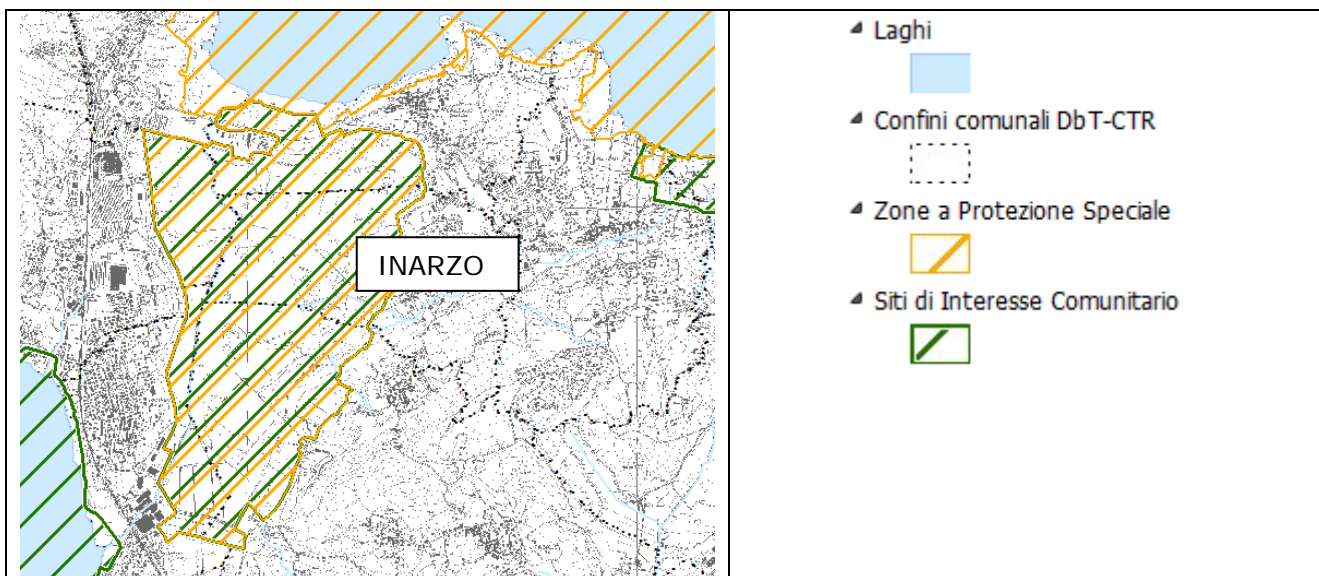 INARZO
Laghi
Confini comunali DbT-CTR
Zone a Protezione Speciale
Siti di Interesse Comunitario